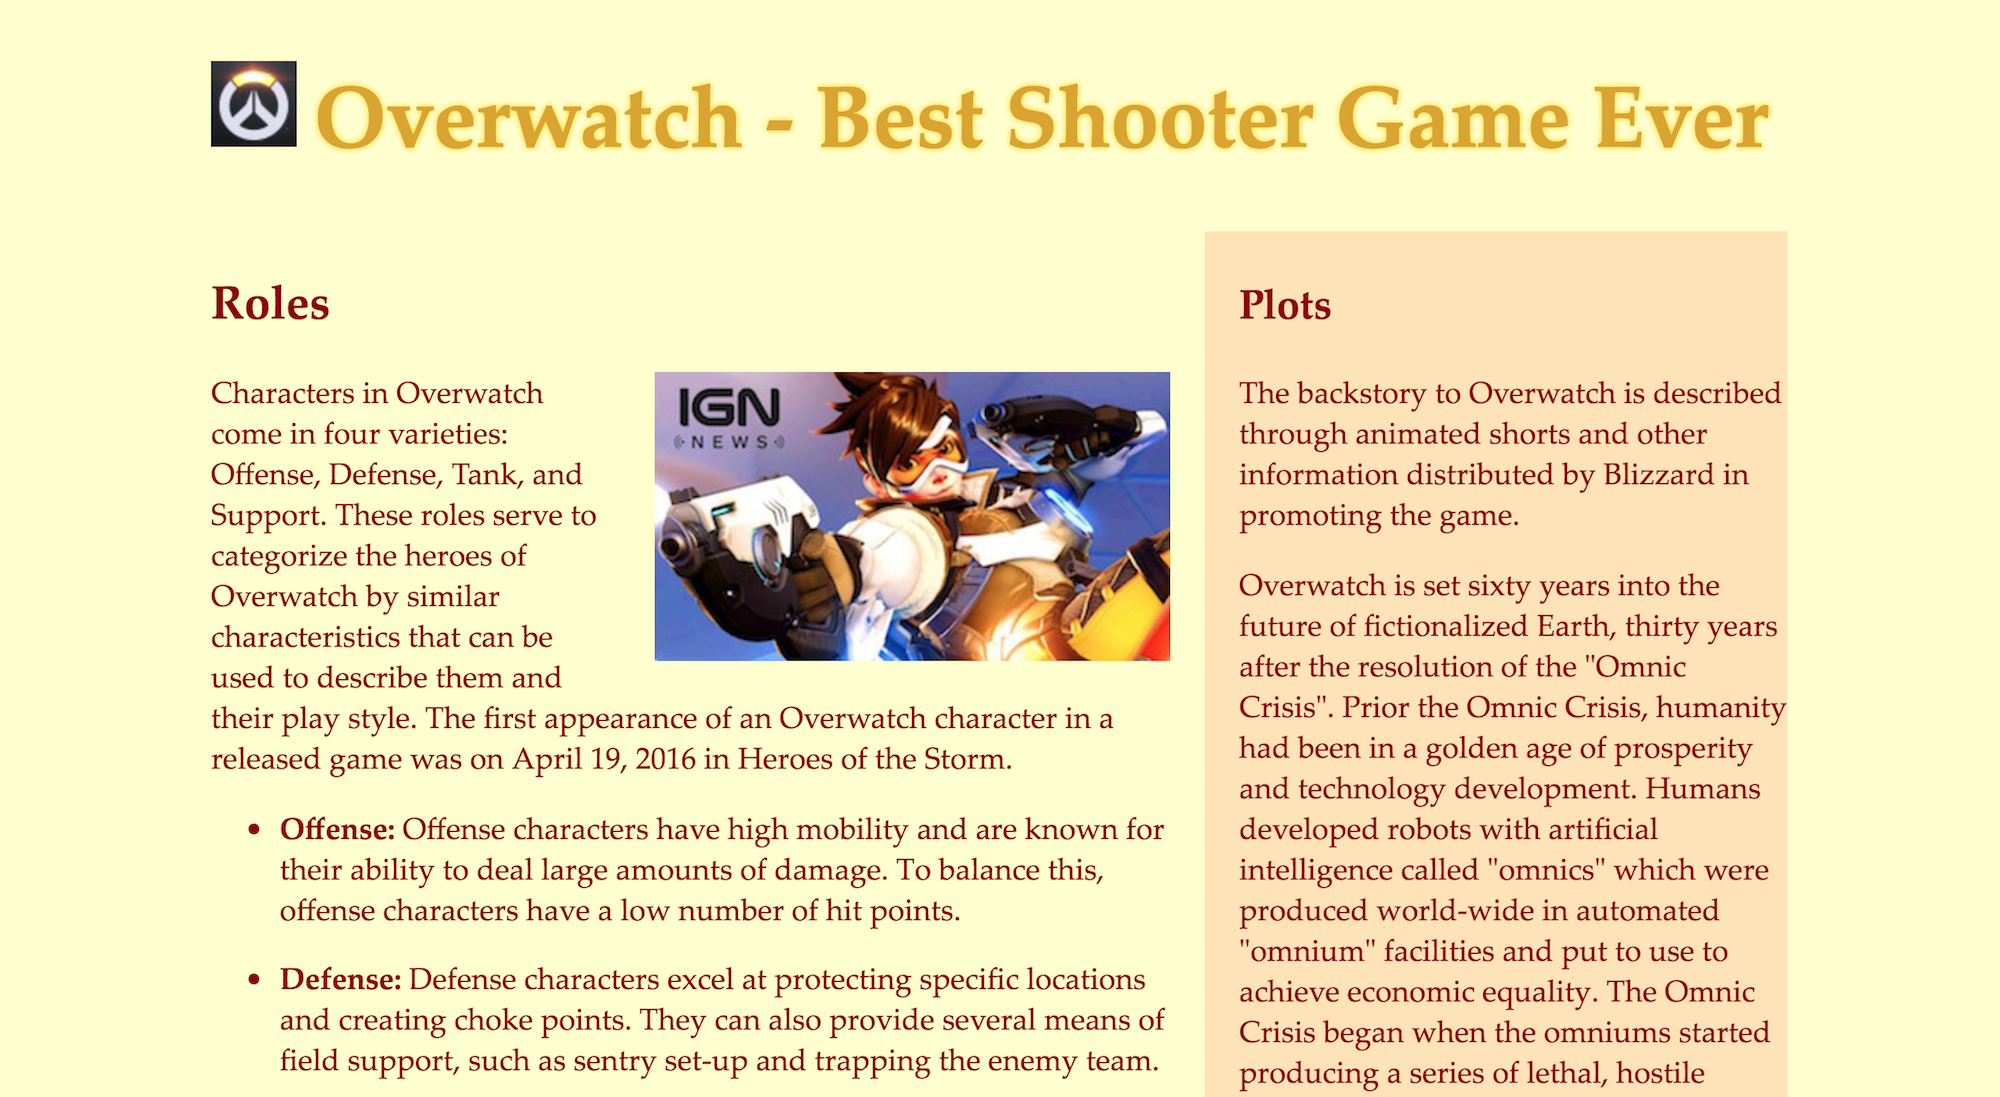 Overwatch - Best Shooter Game Ever
Roles
IGN
NEWS
Characters in Overwatch
come in four varieties:
Offense, Defense, Tank, and
Support. These roles serve to
categorize the heroes of
Overwatch by similar
characteristics that can be
used to describe them and
their play style. The first appearance of an Overwatch character in a
released game was on April 19, 2016 in Heroes of the Storm.
• Offense: Offense characters have high mobility and are known for
their ability to deal large amounts of damage. To balance this,
offense characters have a low number of hit points.
• Defense: Defense characters excel at protecting specific locations
and creating choke points. They can also provide several means of
field support, such as sentry set-up and trapping the enemy team.
Plots
The backstory to Overwatch is described
through animated shorts and other
information distributed by Blizzard in
promoting the game.
Overwatch is set sixty years into the
future of fictionalized Earth, thirty years
after the resolution of the "Omnic
Crisis". Prior the Omnic Crisis, humanity
had been in a golden age of prosperity
and technology development. Humans
developed robots with artificial
intelligence called "omnics" which were
produced world-wide in automated
"omnium" facilities and put to use to
achieve economic equality. The Omnic
Crisis began when the omniums started
producing a series of lethal, hostile